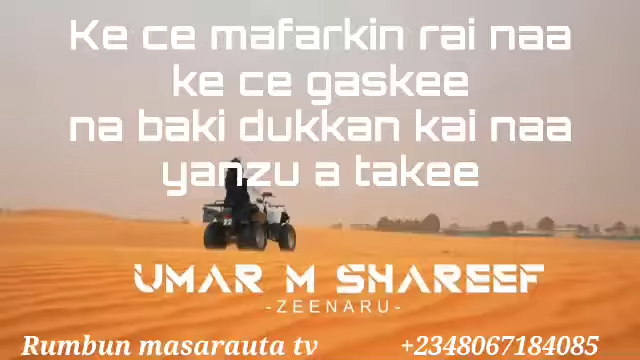 Ke ce mafarkin rai naa
ke ce gaskee
na baki dukkan kai naa
yanzu a takee
UMAR M SHAREEF
-ZEENARU-
Rumbun masarauta tv +2348067184085